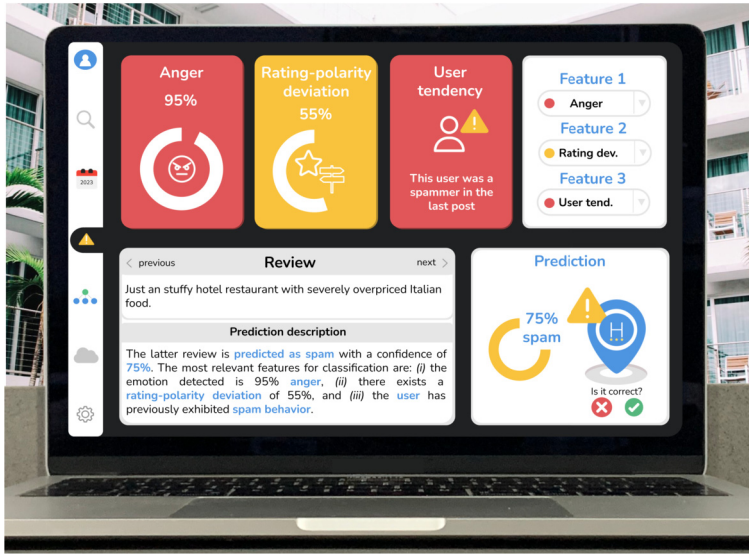 Anger
95%
Rating-polarity
deviation
55%
User
tendency
This user was a
spammer in the
last post
Feature 1
Anger
Feature 2
Rating dev.
Feature 3
User tend.
2023
< previous
Review
next >
Just an stuffy hotel restaurant with severely overpriced Italian
food.
Prediction description
The latter review is predicted as spam with a confidence of
75%. The most relevant features for classification are: (i) the
emotion detected is 95% anger, (ii) there exists a
rating-polarity deviation of 55%, and (iii) the user has
previously exhibited spam behavior.
Prediction
75%
spam
H
Is it correct?